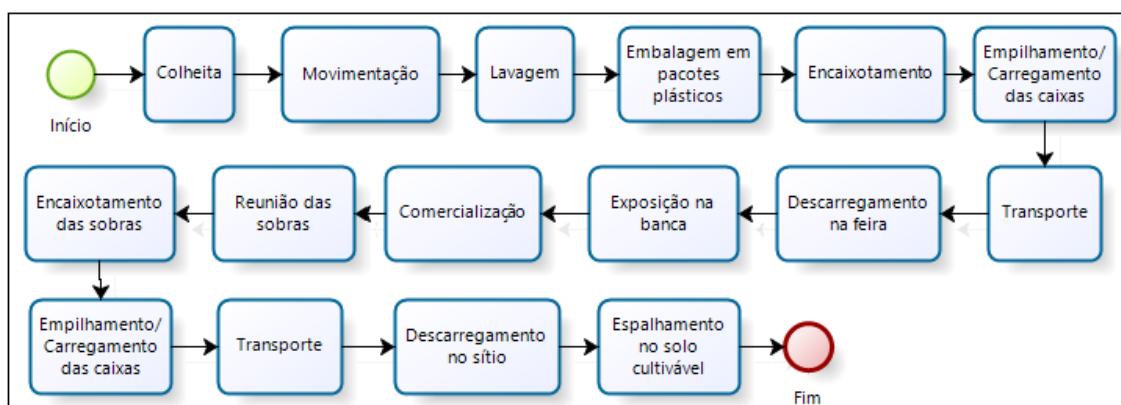 Início
Colheita
Movimentação
Lavagem
Embalagem em
pacotes
plásticos
Encaixotamento
Empilhamento/
Carregamento
das caixas
Transporte
Descarregamento
na feira
Exposição na
banca
Comercialização
Reunião das
sobras
Encaixotamento
das sobras
Empilhamento/
Carregamento
das caixas
Transporte
Descarregamento
no sítio
Espalhamento
no solo
cultivável
Fim